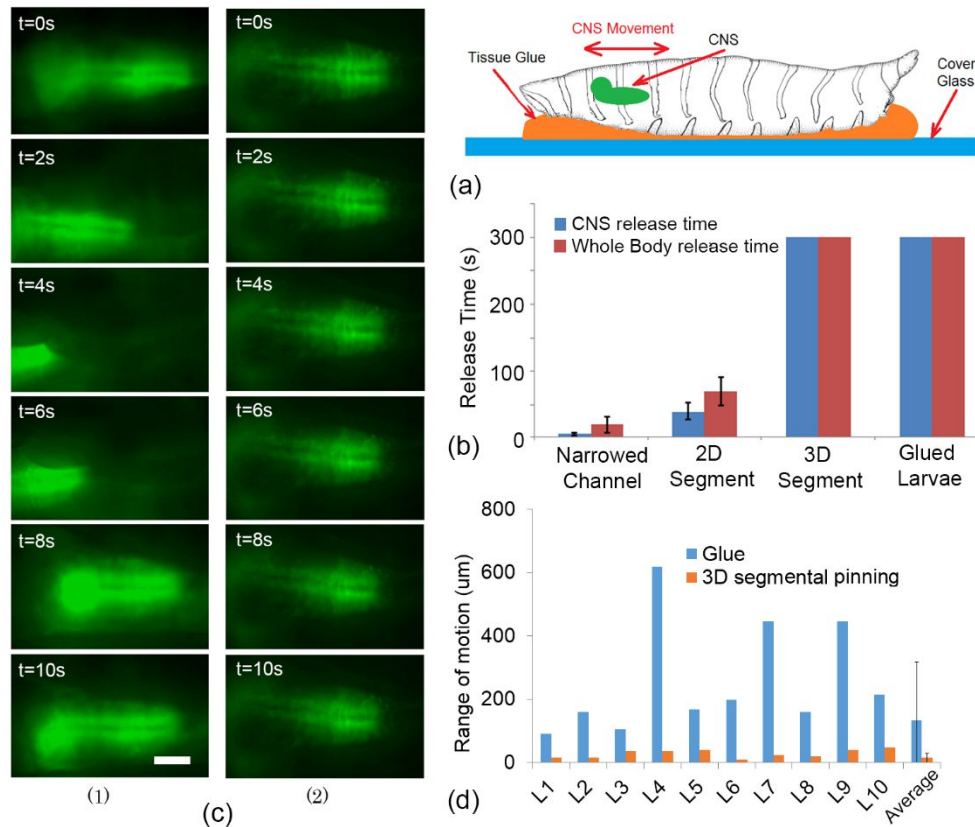 t=0s
t=2s
t=4s
t=6s
t=8s
t=10s
(1)
t=0s
t=2s
t=4s
t=6s
t=8s
t=10s
(2)
(c)
CNS Movement
CNS
Tissue Glue
Cover
Glass
(a)
Release Time (s)
300
200
100
0
CNS release time
Whole Body release time
Narrowed
Channel
2D
Segment
3D
Segment
Glued
Larvae
(b)
Range of motion (um)
800
600
400
200
0
Glue
3D segmental pinning
L1
L2
L3
L4
L5
L6
L7
L8
L9
L10
Average
(d)